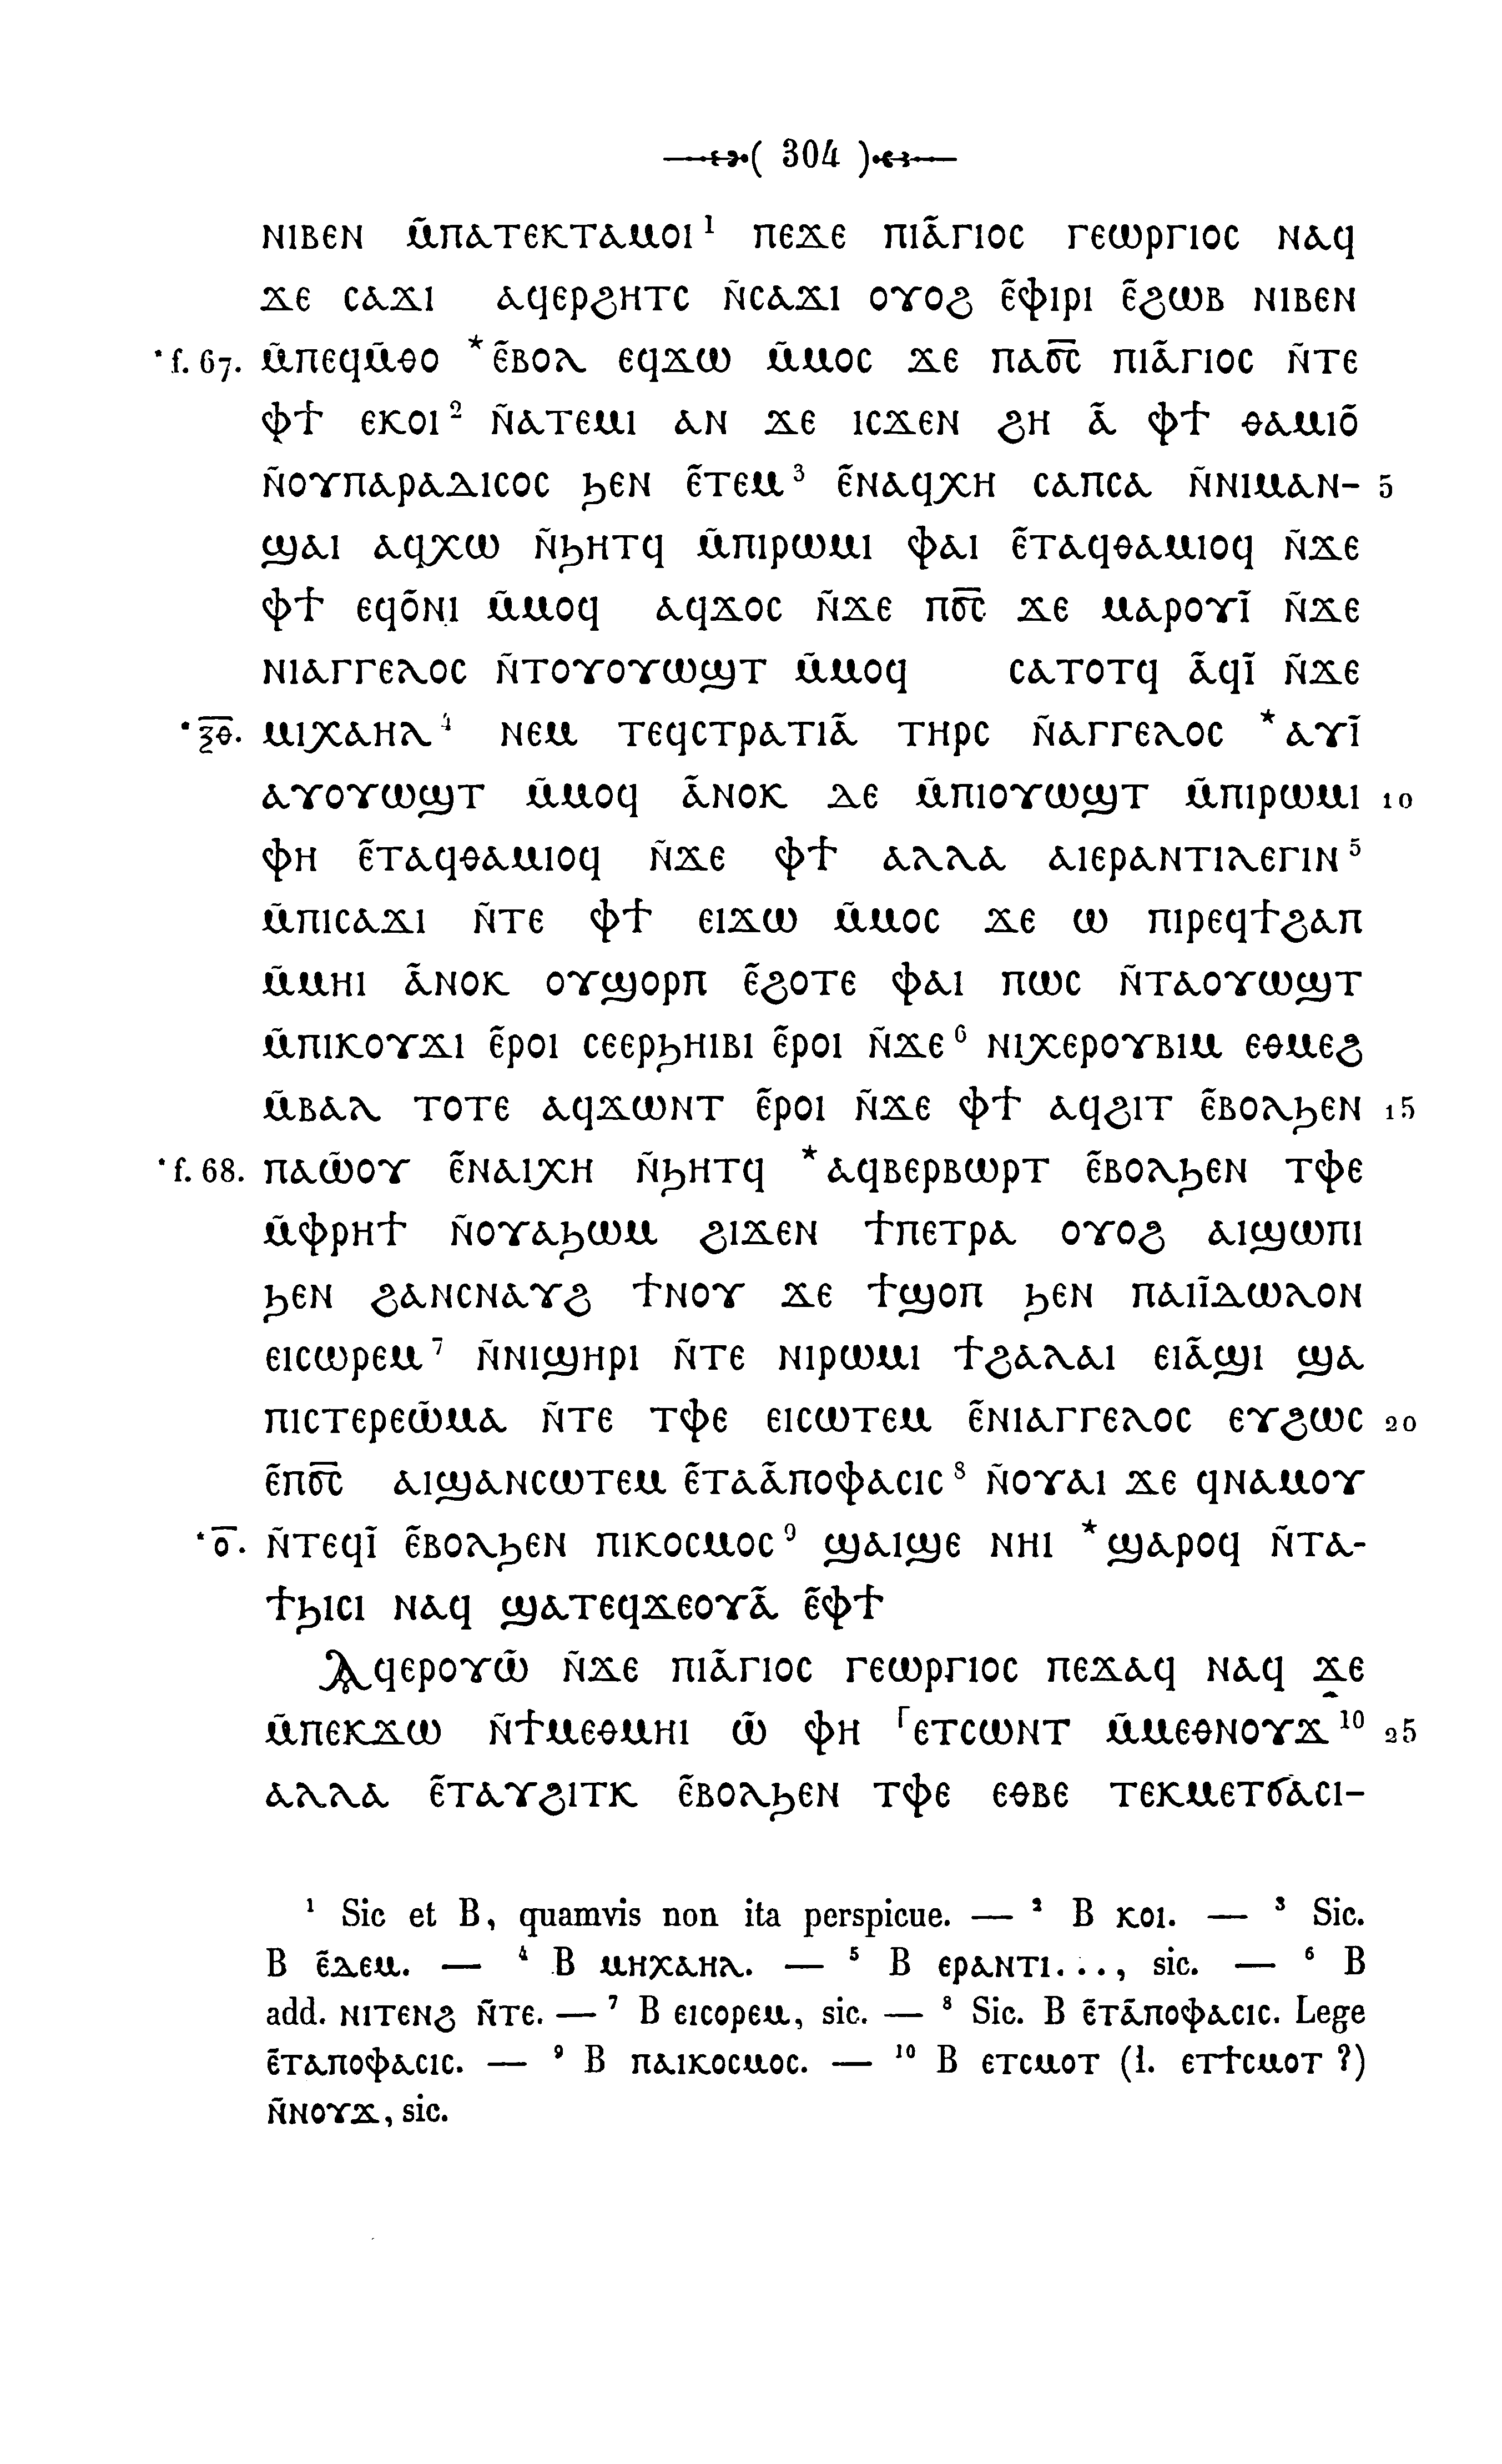 ( 304 )
ⲛⲓⲃⲉⲛ ⲙ̄ⲡⲁⲧⲉⲕⲧⲁⲙⲟⲓ¹ ⲡⲉϫⲉ ⲡⲓⲁ̄ⲅⲓⲟⲥ ⲅⲉⲱⲣⲅⲓⲟⲥ ⲛⲁϥ
ϫⲉ ⲥⲁϫⲓ ⲁϥⲉⲣϩⲏⲧⲥ ⲛ̄ⲥⲁϫⲓ ⲟⲩⲟϩ ⲉ̄ⲫⲓⲣⲓ ⲉ̄ϩⲱⲃ ⲛⲓⲃⲉⲛ
* f. 67. ⲙ̄ⲡⲉϥⲙ̄ⲑⲟ *ⲉ̄ⲃⲟⲗ ⲉϥϫⲱ ⲙ̄ⲙⲟⲥ ϫⲉ ⲡⲁϭ̅ⲥ̅ ⲡⲓⲁ̄ⲅⲓⲟⲥ ⲛ̄ⲧⲉ
ⲫϯ ⲉⲕⲟⲓ² ⲛ̄ⲁⲧⲉⲙⲓ ⲁⲛ ϫⲉ ⲓⲥϫⲉⲛ ϩⲏ ⲁ̄ ⲫϯ ⲑⲁⲙⲓⲟ̄
ⲛ̄ⲟⲩⲡⲁⲣⲁⲇⲓⲥⲟⲥ ϧⲉⲛ ⲉ̄ⲧⲉⲙ³ ⲉ̄ⲛⲁϥⲭⲏ ⲥⲁⲡⲥⲁ ⲛ̄ⲛⲓⲙⲁⲛ- 5
ϣⲁⲓ ⲁϥⲭⲱ ⲛ̄ϧⲏⲧϥ ⲙ̄ⲡⲓⲣⲱⲙⲓ ⲫⲁⲓ ⲉ̄ⲧⲁϥⲑⲁⲙⲓⲟϥ ⲛ̄ϫⲉ
ⲫϯ ⲉϥⲟ̄ⲛⲓ ⲙ̄ⲙⲟϥ ⲁϥϫⲟⲥ ⲛ̄ϫⲉ ⲡϭ̅ⲥ̅ ϫⲉ ⲙⲁⲣⲟⲩⲓ̄ ⲛ̄ϫⲉ
ⲛⲓⲁⲅⲅⲉⲗⲟⲥ ⲛ̄ⲧⲟⲩⲟⲩⲱϣⲧ ⲙ̄ⲙⲟϥ ⲥⲁⲧⲟⲧϥ ⲁ̄ϥⲓ̄ ⲛ̄ϫⲉ
* ⲝ̅ⲑ̅. ⲙⲓⲭⲁⲏⲗ⁴ ⲛⲉⲙ ⲧⲉϥⲥⲧⲣⲁⲧⲓⲁ̄ ⲧⲏⲣⲥ ⲛ̄ⲁⲅⲅⲉⲗⲟⲥ *ⲁⲩⲓ̄
ⲁⲩⲟⲩⲱϣⲧ ⲙ̄ⲙⲟϥ ⲁ̄ⲛⲟⲕ ⲇⲉ ⲙ̄ⲡⲓⲟⲩⲱϣⲧ ⲙ̄ⲡⲓⲣⲱⲙⲓ 10
ⲫⲏ ⲉ̄ⲧⲁϥⲑⲁⲙⲓⲟϥ ⲛ̄ϫⲉ ⲫϯ ⲁⲗⲗⲁ ⲁⲓⲉⲣⲁⲛⲧⲓⲗⲉⲅⲓⲛ⁵
ⲙ̄ⲡⲓⲥⲁϫⲓ ⲛ̄ⲧⲉ ⲫϯ ⲉⲓϫⲱ ⲙ̄ⲙⲟⲥ ϫⲉ ⲱ ⲡⲓⲣⲉϥϯϩⲁⲡ
ⲙ̄ⲙⲏⲓ ⲁ̄ⲛⲟⲕ ⲟⲩϣⲟⲣⲡ ⲉ̄ϩⲟⲧⲉ ⲫⲁⲓ ⲡⲱⲥ ⲛ̄ⲧⲁⲟⲩⲱϣⲧ
ⲙ̄ⲡⲓⲕⲟⲩϫⲓ ⲉ̄ⲣⲟⲓ ⲥⲉⲉⲣϧⲏⲓⲃⲓ ⲉ̄ⲣⲟⲓ ⲛ̄ϫⲉ⁶ ⲛⲓⲭⲉⲣⲟⲩⲃⲓⲙ ⲉⲑⲙⲉϩ
ⲙ̄ⲃⲁⲗ ⲧⲟⲧⲉ ⲁϥϫⲱⲛⲧ ⲉ̄ⲣⲟⲓ ⲛ̄ϫⲉ ⲫϯ ⲁϥϩⲓⲧ ⲉ̄ⲃⲟⲗϧⲉⲛ 15
* f. 68. ⲡⲁⲱ̄ⲟⲩ ⲉ̄ⲛⲁⲓⲭⲏ ⲛ̄ϧⲏⲧϥ *ⲁϥⲃⲉⲣⲃⲱⲣⲧ ⲉ̄ⲃⲟⲗϧⲉⲛ ⲧⲫⲉ
ⲙ̄ⲫⲣⲏϯ ⲛ̄ⲟⲩⲁϧⲱⲙ ϩⲓϫⲉⲛ ϯⲡⲉⲧⲣⲁ ⲟⲩⲟϩ ⲁⲓϣⲱⲡⲓ
ϧⲉⲛ ϩⲁⲛⲥⲛⲁⲩϩ ϯⲛⲟⲩ ϫⲉ ϯϣⲟⲡ ϧⲉⲛ ⲡⲁⲓⲓ̄ⲇⲱⲗⲟⲛ
ⲉⲓⲥⲱⲣⲉⲙ⁷ ⲛ̄ⲛⲓϣⲏⲣⲓ ⲛ̄ⲧⲉ ⲛⲓⲣⲱⲙⲓ ϯϩⲁⲗⲁⲓ ⲉⲓⲁ̄ϣⲓ ϣⲁ
ⲡⲓⲥⲧⲉⲣⲉⲱ̄ⲙⲁ ⲛ̄ⲧⲉ ⲧⲫⲉ ⲉⲓⲥⲱⲧⲉⲙ ⲉ̄ⲛⲓⲁⲅⲅⲉⲗⲟⲥ ⲉⲩϩⲱⲥ 20
ⲉ̄ⲡϭ̅ⲥ̅ ⲁⲓϣⲁⲛⲥⲱⲧⲉⲙ ⲉ̄ⲧⲁⲁ̄ⲡⲟⲫⲁⲥⲓⲥ⁸ ⲛ̄ⲟⲩⲁⲓ ϫⲉ ϥⲛⲁⲙⲟⲩ
* ⲟ̅. ⲛ̄ⲧⲉϥⲓ̄ ⲉ̄ⲃⲟⲗϧⲉⲛ ⲡⲓⲕⲟⲥⲙⲟⲥ⁹ ϣⲁⲓϣⲉ ⲛⲏⲓ *ϣⲁⲣⲟϥ ⲛ̄ⲧⲁ-
ϯϧⲓⲥⲓ ⲛⲁϥ ϣⲁⲧⲉϥϫⲉⲟⲩⲁ̄ ⲉ̄ⲫϯ
Ⲁϥⲉⲣⲟⲩⲱ̄ ⲛ̄ϫⲉ ⲡⲓⲁ̄ⲅⲓⲟⲥ ⲅⲉⲱⲣⲅⲓⲟⲥ ⲡⲉϫⲁϥ ⲛⲁϥ ϫⲉ
ⲙ̄ⲡⲉⲕϫⲱ ⲛ̄ϯⲙⲉⲑⲙⲏⲓ ⲱ̄ ⲫⲏ ⸢ⲉⲧⲥⲱⲛⲧ ⲙ̄ⲙⲉⲑⲛⲟⲩϫ¹⁰ 25
ⲁⲗⲗⲁ ⲉ̄ⲧⲁⲩϩⲓⲧⲕ ⲉ̄ⲃⲟⲗϧⲉⲛ ⲧⲫⲉ ⲉⲑⲃⲉ ⲧⲉⲕⲙⲉⲧϭⲁⲥⲓ-
¹ Sic et B, quamvis non ita perspicue. — ² B ⲕⲟⲓ. — ³ Sic.
B ⲉ̄ⲇⲉⲙ. — ⁴ B ⲙⲏⲭⲁⲏⲗ. — ⁵ B ⲉⲣⲁⲛⲧⲓ..., sic. — ⁶ B
add. ⲛⲓⲧⲉⲛϩ ⲛ̄ⲧⲉ. — ⁷ B ⲉⲓⲥⲟⲣⲉⲙ, sic. — ⁸ Sic. B ⲉ̄ⲧⲁ̄ⲡⲟⲫⲁⲥⲓⲥ. Lege
ⲉ̄ⲧⲁⲡⲟⲫⲁⲥⲓⲥ. — ⁹ B ⲡⲁⲓⲕⲟⲥⲙⲟⲥ. — ¹⁰ B ⲉⲧⲥⲙⲟⲧ (l. ⲉⲧϯⲥⲙⲟⲧ ?)
ⲛ̄ⲛⲟⲩϫ, sic.